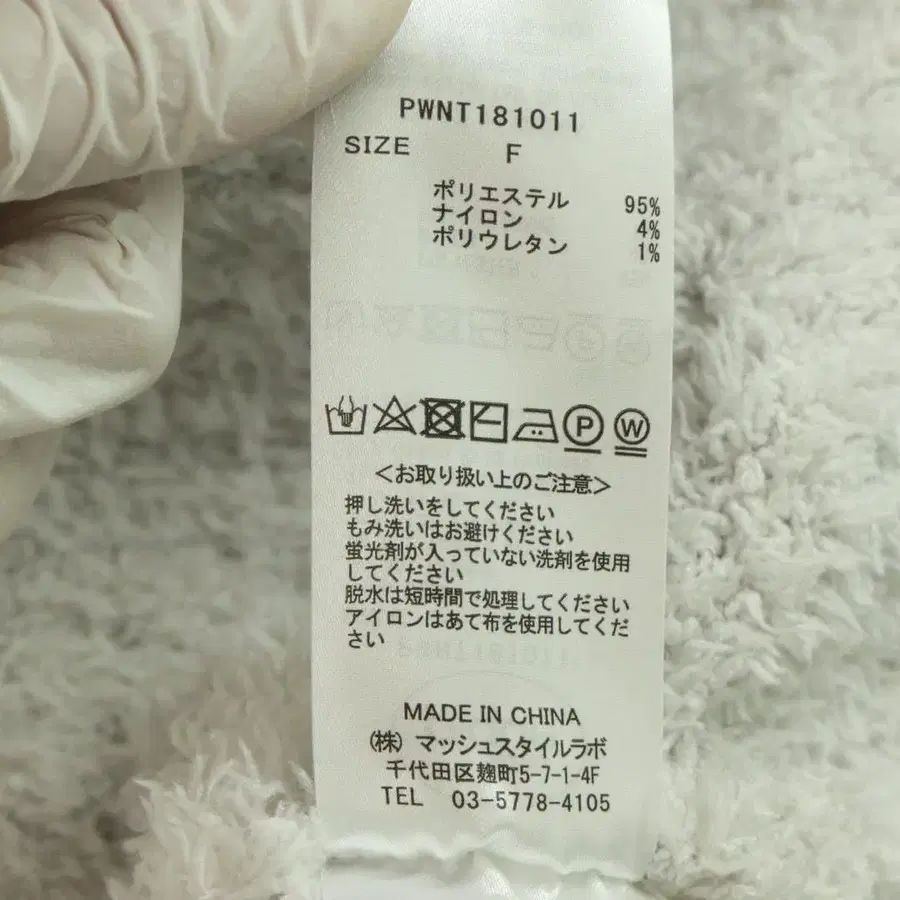 PWNT181011
SIZE F
ポリエステル 95%
ナイロン 4%
ポリウレタン 1%
P W
＜お取り扱い上のご注意＞
押し洗いをしてください
もみ洗いはお避けください
蛍光剤が入っていない洗剤を使用
してください
脱水は短時間で処理してください
アイロンはあて布を使用してくだ
さい
MADE IN CHINA
(株) マッシュスタイルラボ
千代田区麹町5-7-1-4F
TEL 03-5778-4105